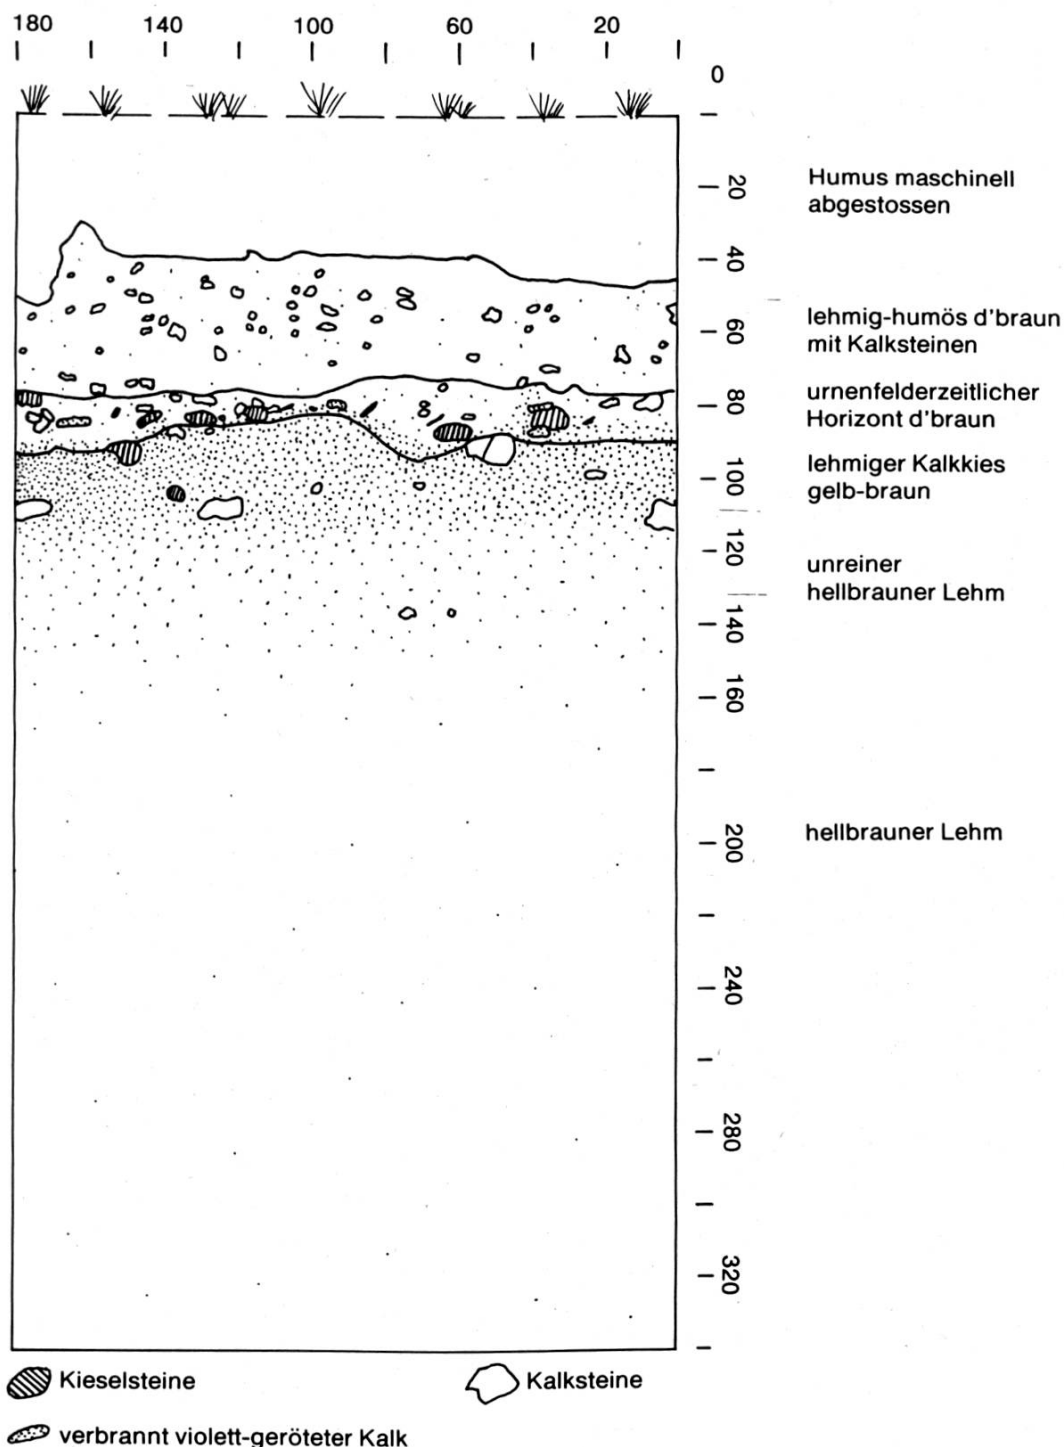 180 140 100 60 20
0
20
Humus maschinell
abgestossen
40
60
lehmig-humös d'braun
mit Kalksteinen
80
urnenfelderzeitlicher
Horizont d'braun
100
lehmiger Kalkkies
gelb-braun
120
unreiner
hellbrauner Lehm
140
160
200
hellbrauner Lehm
240
280
320
Kieselsteine
Kalksteine
verbrannt violett-geröteter Kalk